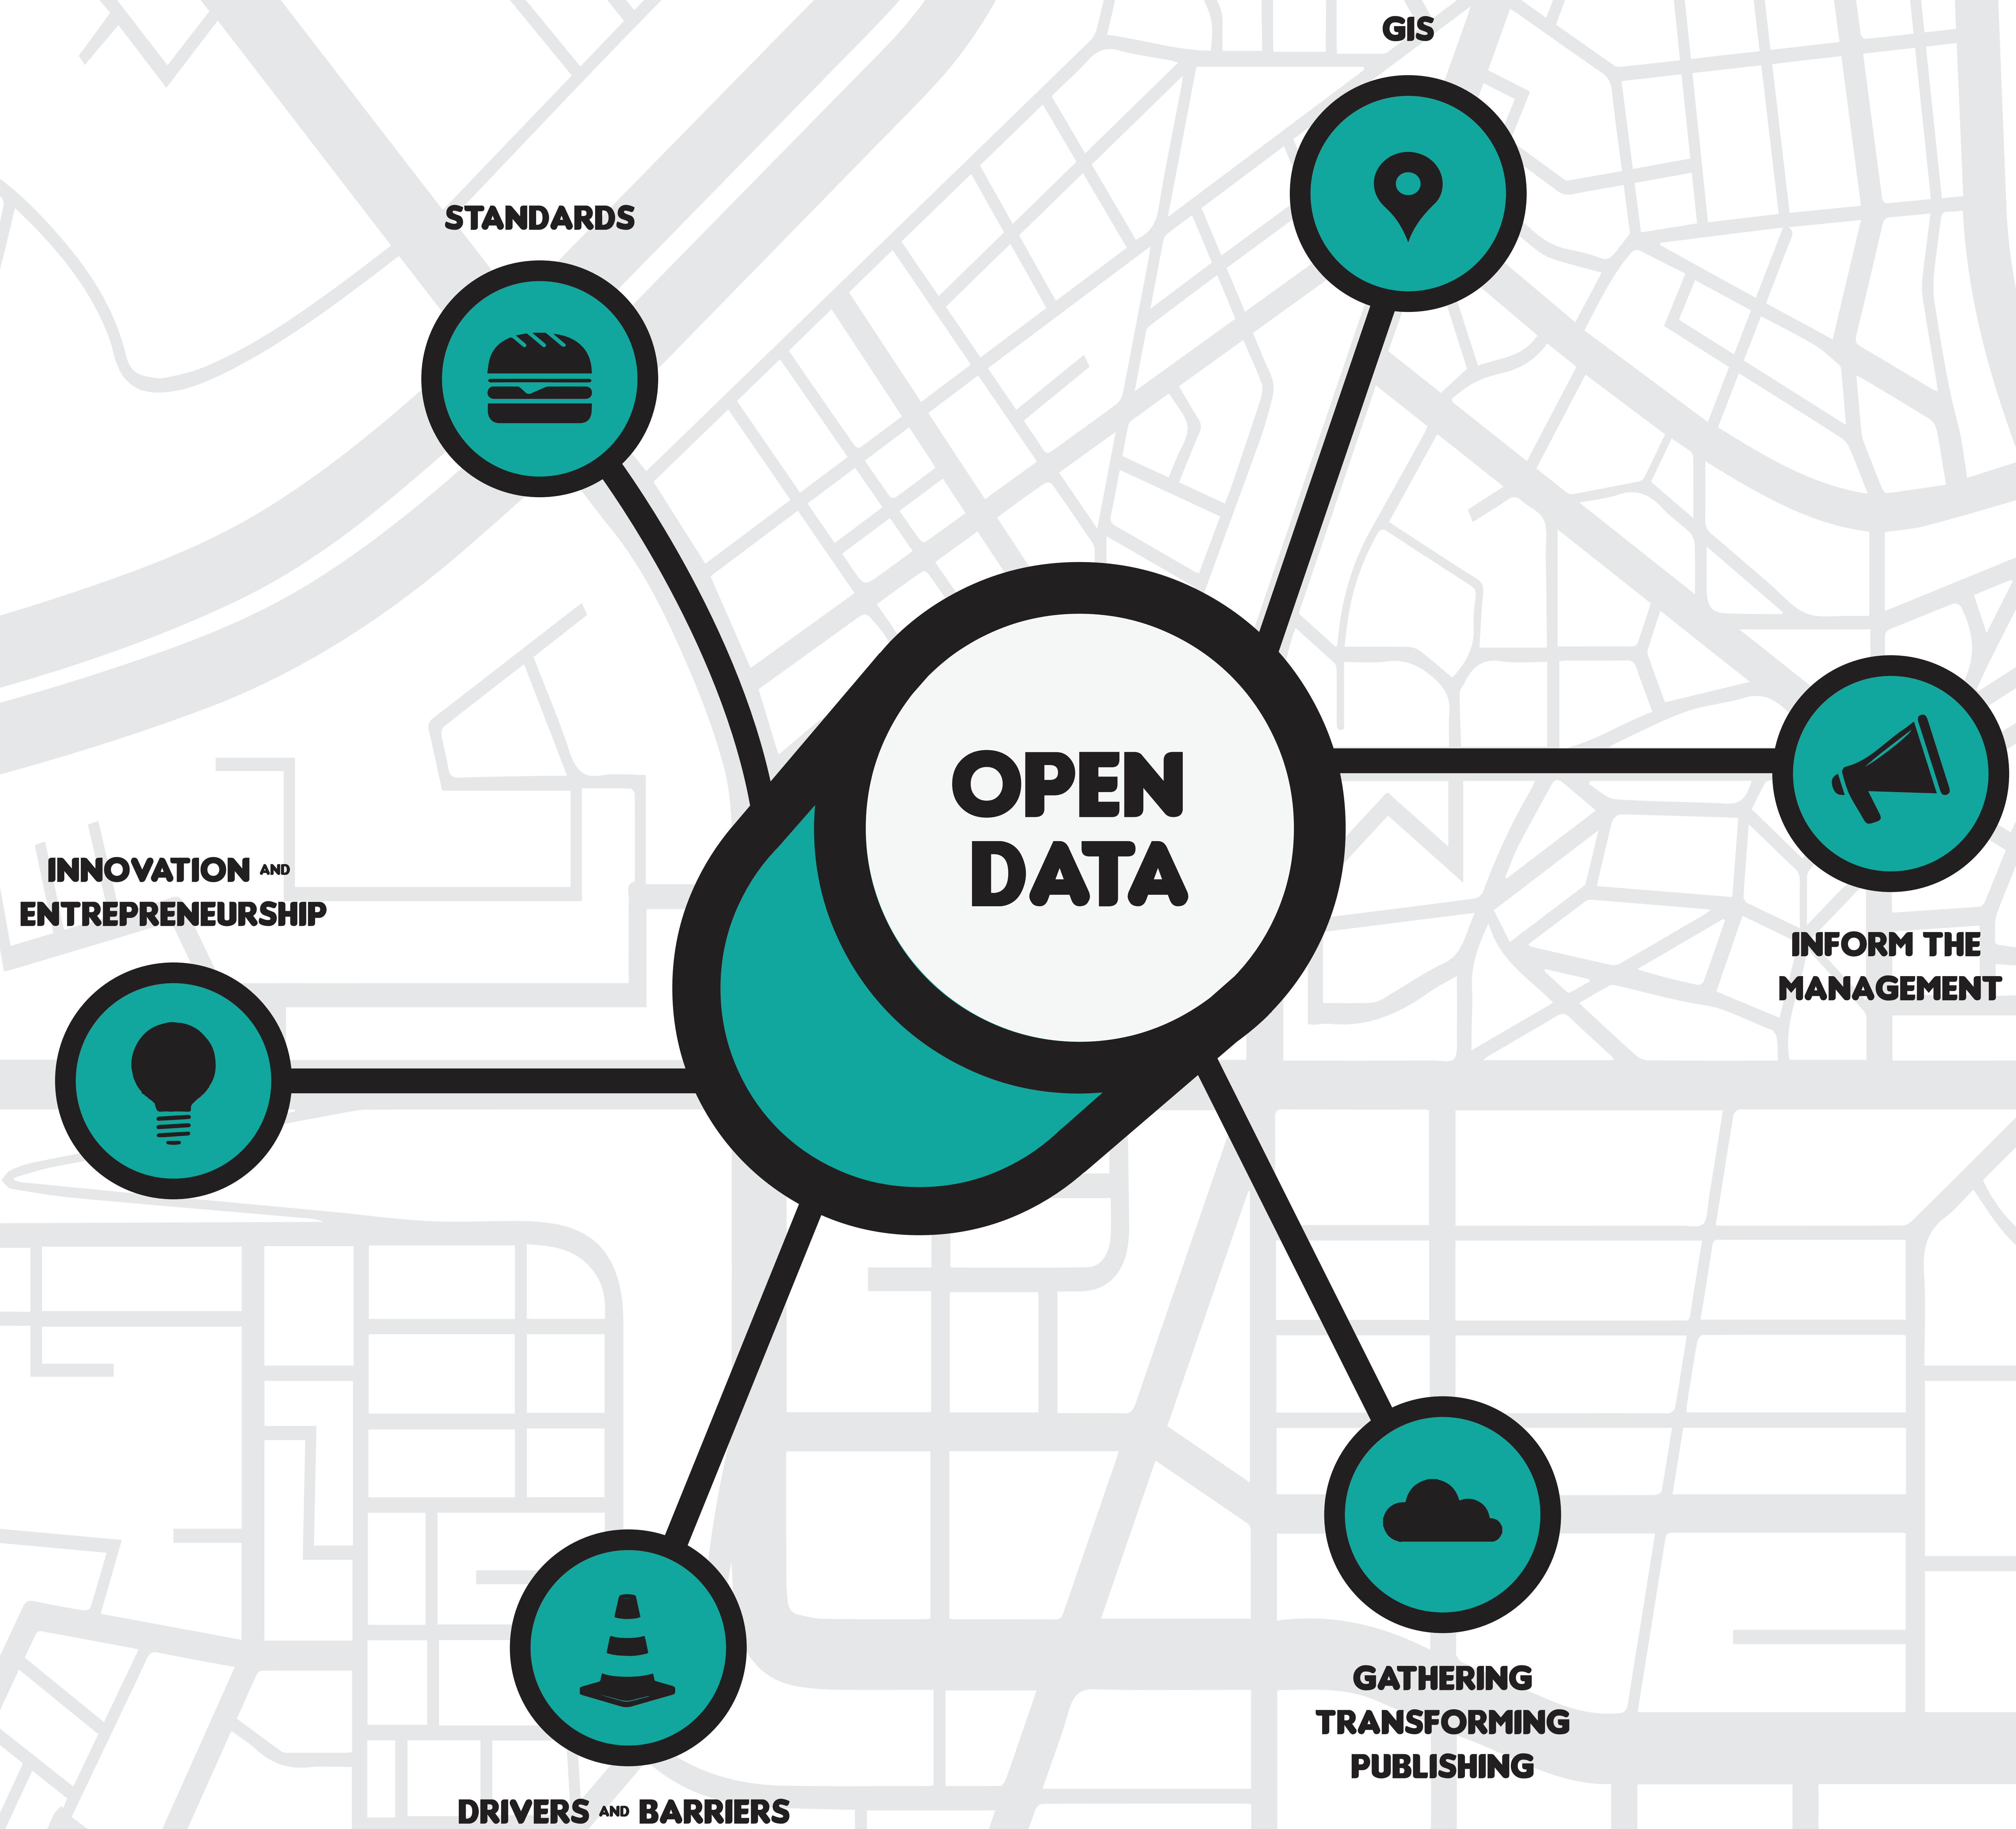 GIS
STANDARDS
OPEN
DATA
INNOVATION AND
ENTREPRENEURSHIP
INFORM THE
MANAGEMENT
GATHERING
TRANSFORMING
PUBLISHING
DRIVERS AND BARRIERS